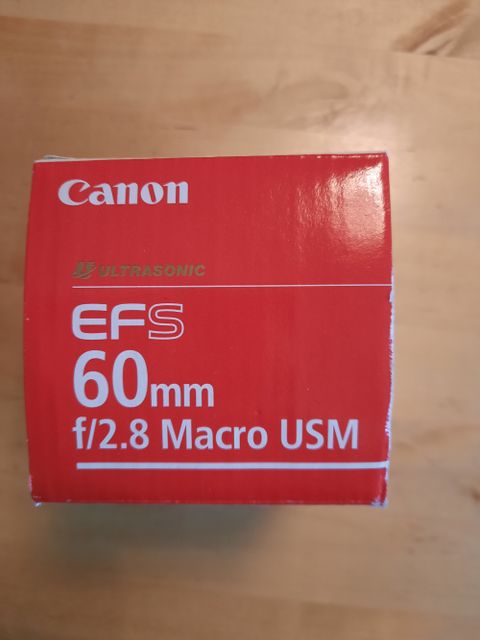 Canon
ULTRASONIC
EFS
60mm
f/2.8 Macro USM